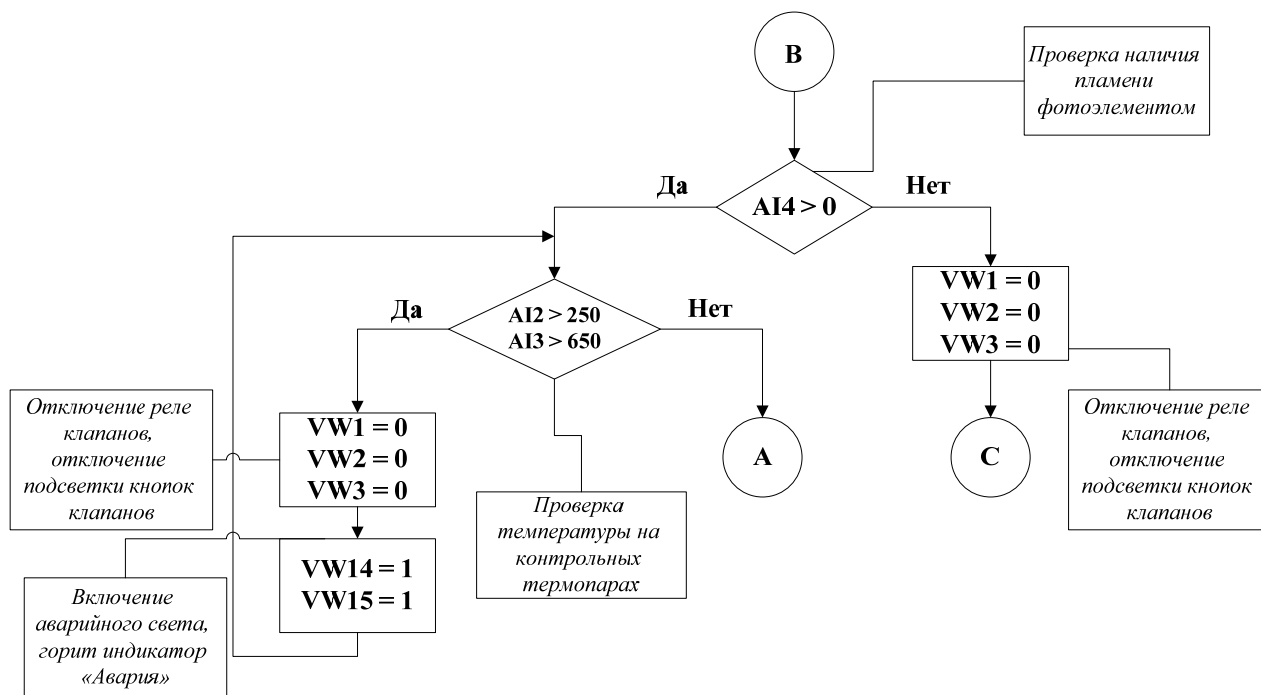 B
Проверка наличия
пламени
фотоэлементом
Да
Нет
AI4 > 0
VW1 = 0
VW2 = 0
VW3 = 0
Да
Нет
AI2 > 250
AI3 > 650
Отключение реле
клапанов,
отключение
подсветки кнопок
клапанов
VW1 = 0
VW2 = 0
VW3 = 0
A
C
Отключение реле
клапанов,
отключение
подсветки кнопок
клапанов
Проверка
температуры на
контрольных
термопарах
VW14 = 1
VW15 = 1
Включение
аварийного света,
горит индикатор
«Авария»